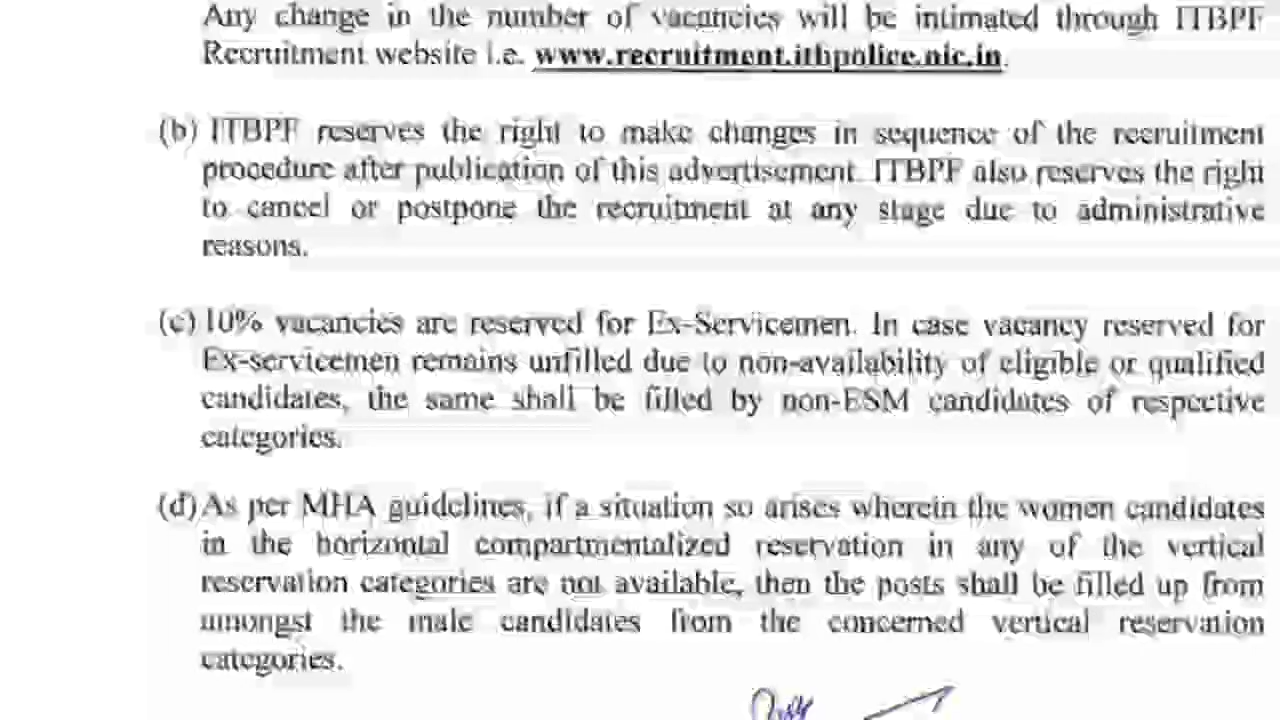 Any change in the number of vacancies will be intimated through ITBPF
Recruitment website i.e. www.recruitment.itbpolice.nic.in.
(b) ITBPF reserves the right to make changes in sequence of the recruitment
procedure after publication of this advertisement. ITBPF also reserves the right
to cancel or postpone the recruitment at any stage due to administrative
reasons.
(c) 10% vacancies are reserved for Ex-Servicemen. In case vacancy reserved for
Ex-servicemen remains unfilled due to non-availability of eligible or qualified
candidates, the same shall be filled by non-ESM candidates of respective
categories.
(d) As per MHA guidelines, if a situation so arises wherein the women candidates
in the horizontal compartmentalized reservation in any of the vertical
reservation categories are not available, then the posts shall be filled up from
amongst the male candidates from the concerned vertical reservation
categories.